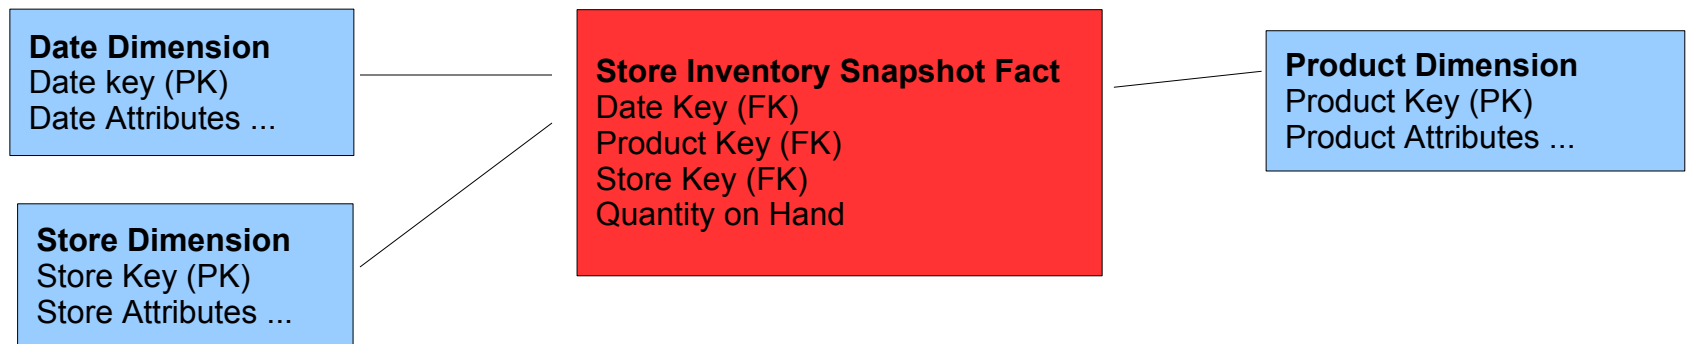 Date Dimension
Date key (PK)
Date Attributes ...
Store Dimension
Store Key (PK)
Store Attributes ...
Store Inventory Snapshot Fact
Date Key (FK)
Product Key (FK)
Store Key (FK)
Quantity on Hand
Product Dimension
Product Key (PK)
Product Attributes ...